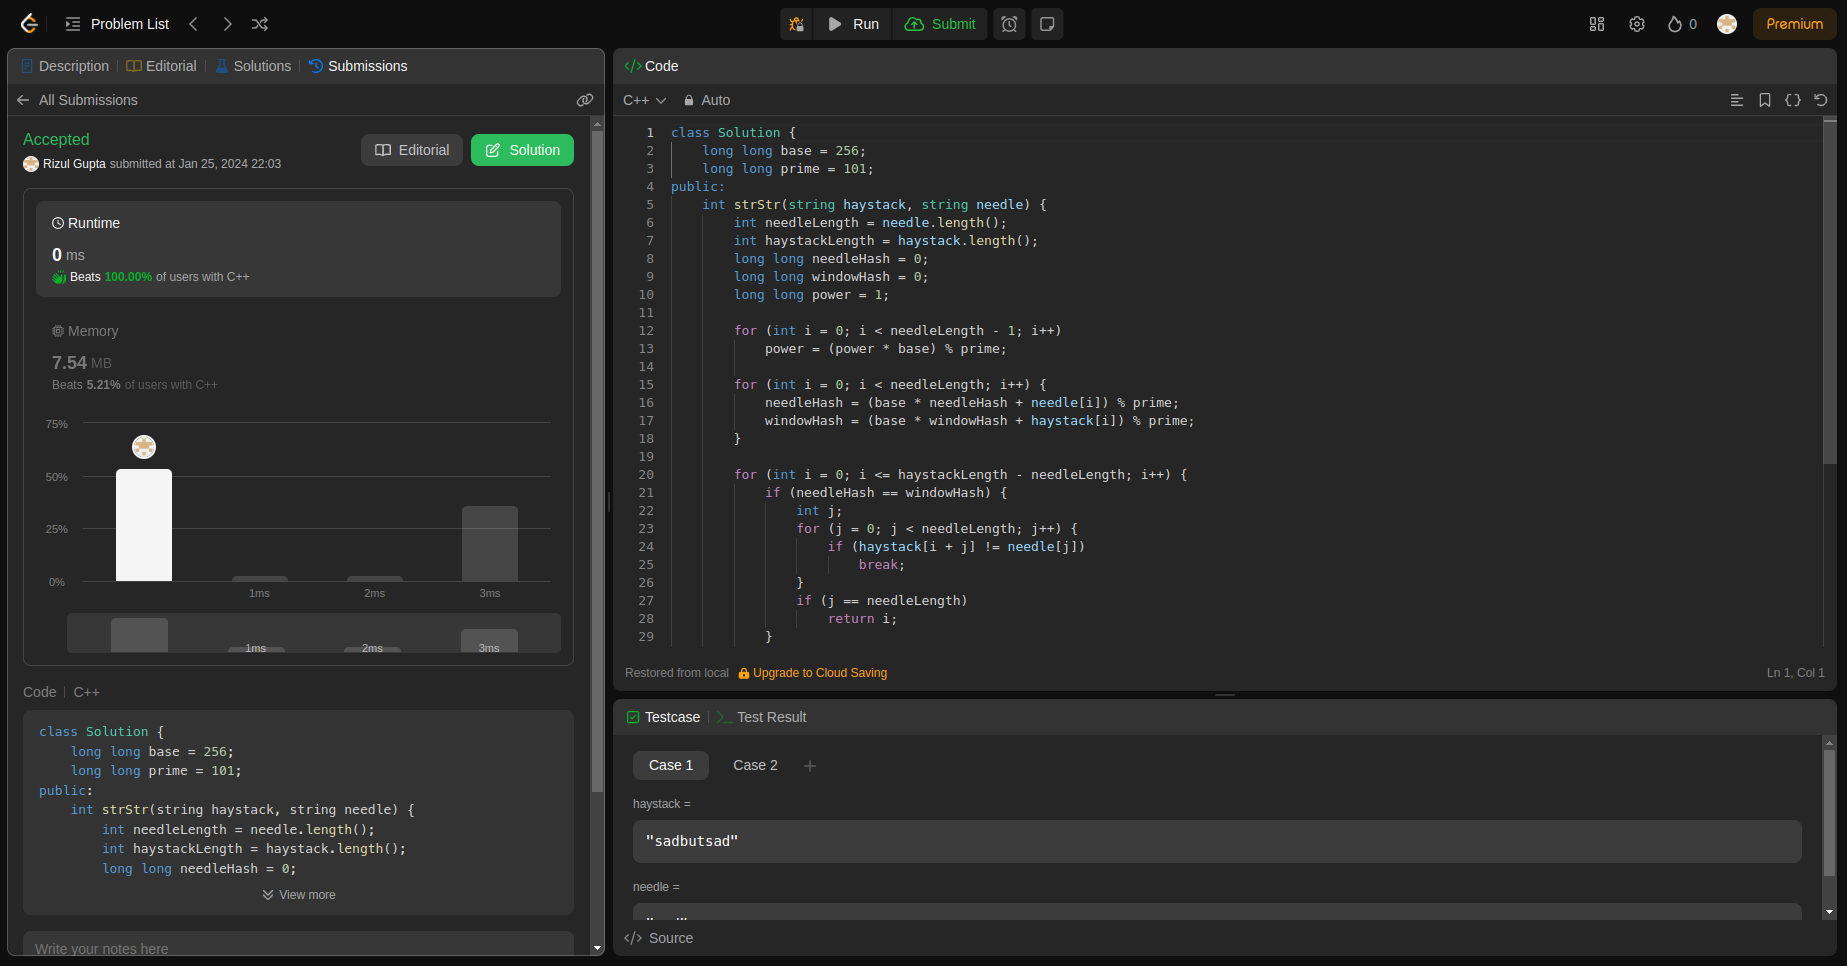 Problem List
Run
Submit
0
Premium
Description
Editorial
Solutions
Submissions
All Submissions
Accepted
Rizul Gupta submitted at Jan 25, 2024 22:03
Editorial
Solution
Runtime
0 ms
Beats 100.00% of users with C++
Memory
7.54 MB
Beats 5.21% of users with C++
75%
50%
25%
0%
1ms 2ms 3ms
1ms 2ms 3ms
Code C++
class Solution {
    long long base = 256;
    long long prime = 101;
public:
    int strStr(string haystack, string needle) {
        int needleLength = needle.length();
        int haystackLength = haystack.length();
        long long needleHash = 0;
View more
Write your notes here
Code
C++ Auto
1 class Solution {
2     long long base = 256;
3     long long prime = 101;
4 public:
5     int strStr(string haystack, string needle) {
6         int needleLength = needle.length();
7         int haystackLength = haystack.length();
8         long long needleHash = 0;
9         long long windowHash = 0;
10         long long power = 1;
11
12         for (int i = 0; i < needleLength - 1; i++)
13             power = (power * base) % prime;
14
15         for (int i = 0; i < needleLength; i++) {
16             needleHash = (base * needleHash + needle[i]) % prime;
17             windowHash = (base * windowHash + haystack[i]) % prime;
18         }
19
20         for (int i = 0; i <= haystackLength - needleLength; i++) {
21             if (needleHash == windowHash) {
22                 int j;
23                 for (j = 0; j < needleLength; j++) {
24                     if (haystack[i + j] != needle[j])
25                         break;
26                 }
27                 if (j == needleLength)
28                     return i;
29             }
Restored from local Upgrade to Cloud Saving Ln 1, Col 1
Testcase
Test Result
Case 1 Case 2
haystack =
"sadbutsad"
needle =
Source